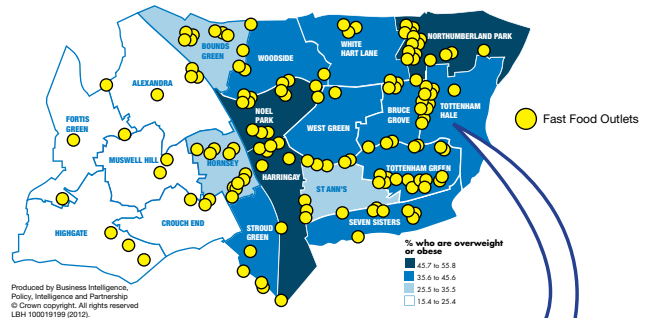 NORTHUMBERLAND PARK
WHITE
HART LANE
BOUNDS
GREEN
WOODSIDE
ALEXANDRA
NOEL
PARK
BRUCE
GROVE
TOTTENHAM
HALE
FORTIS
GREEN
WEST GREEN
Fast Food Outlets
MUSWELL HILL
HORNSEY
HARRINGAY
TOTTENHAM GREEN
ST ANN'S
CROUCH END
SEVEN SISTERS
HIGHGATE
STROUD
GREEN
% who are overweight
or obese
45.7 to 55.8
35.6 to 45.6
25.5 to 35.5
15.4 to 25.4
Produced by Business Intelligence,
Policy, Intelligence and Partnership
© Crown copyright. All rights reserved
LBH 100019199 (2012).